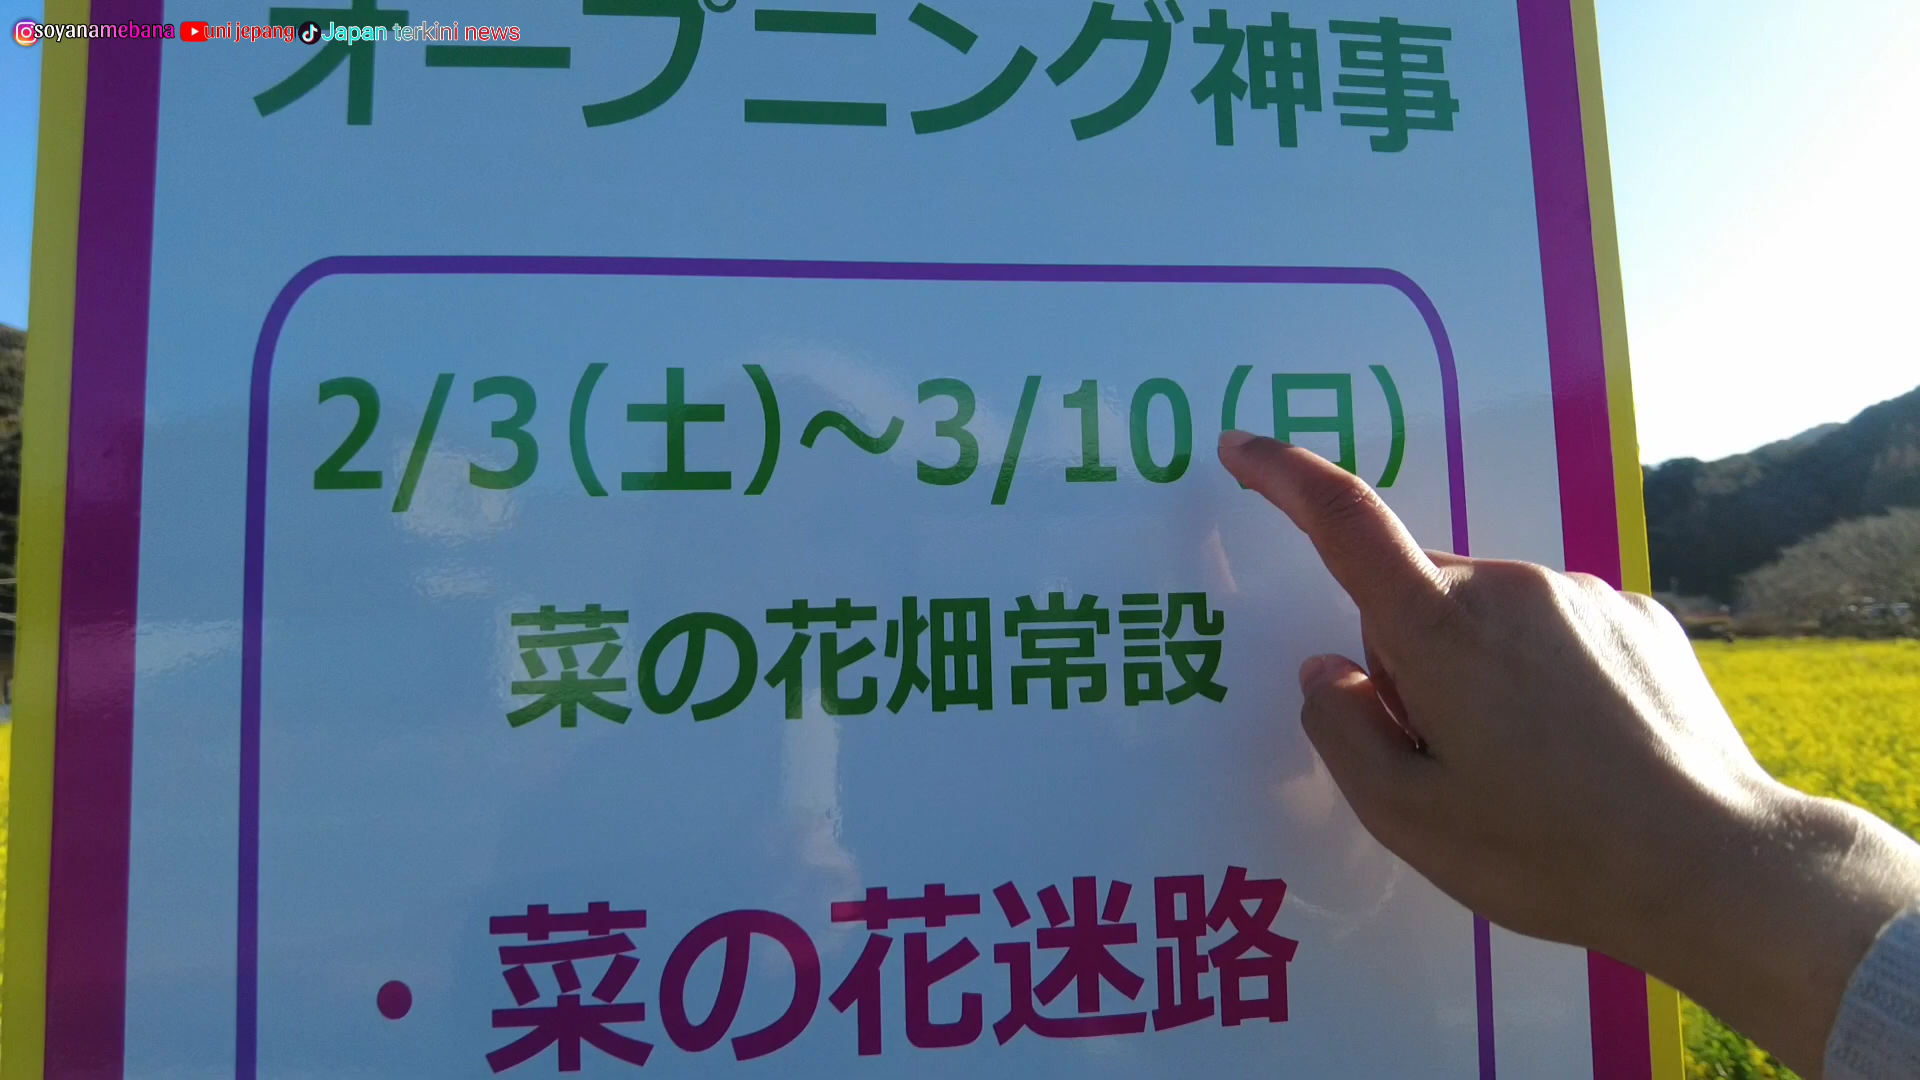 soyanamebana uni jepang Japan terkini news
オープニング神事
2/3(土)～3/10(日)
菜の花畑常設
・菜の花迷路